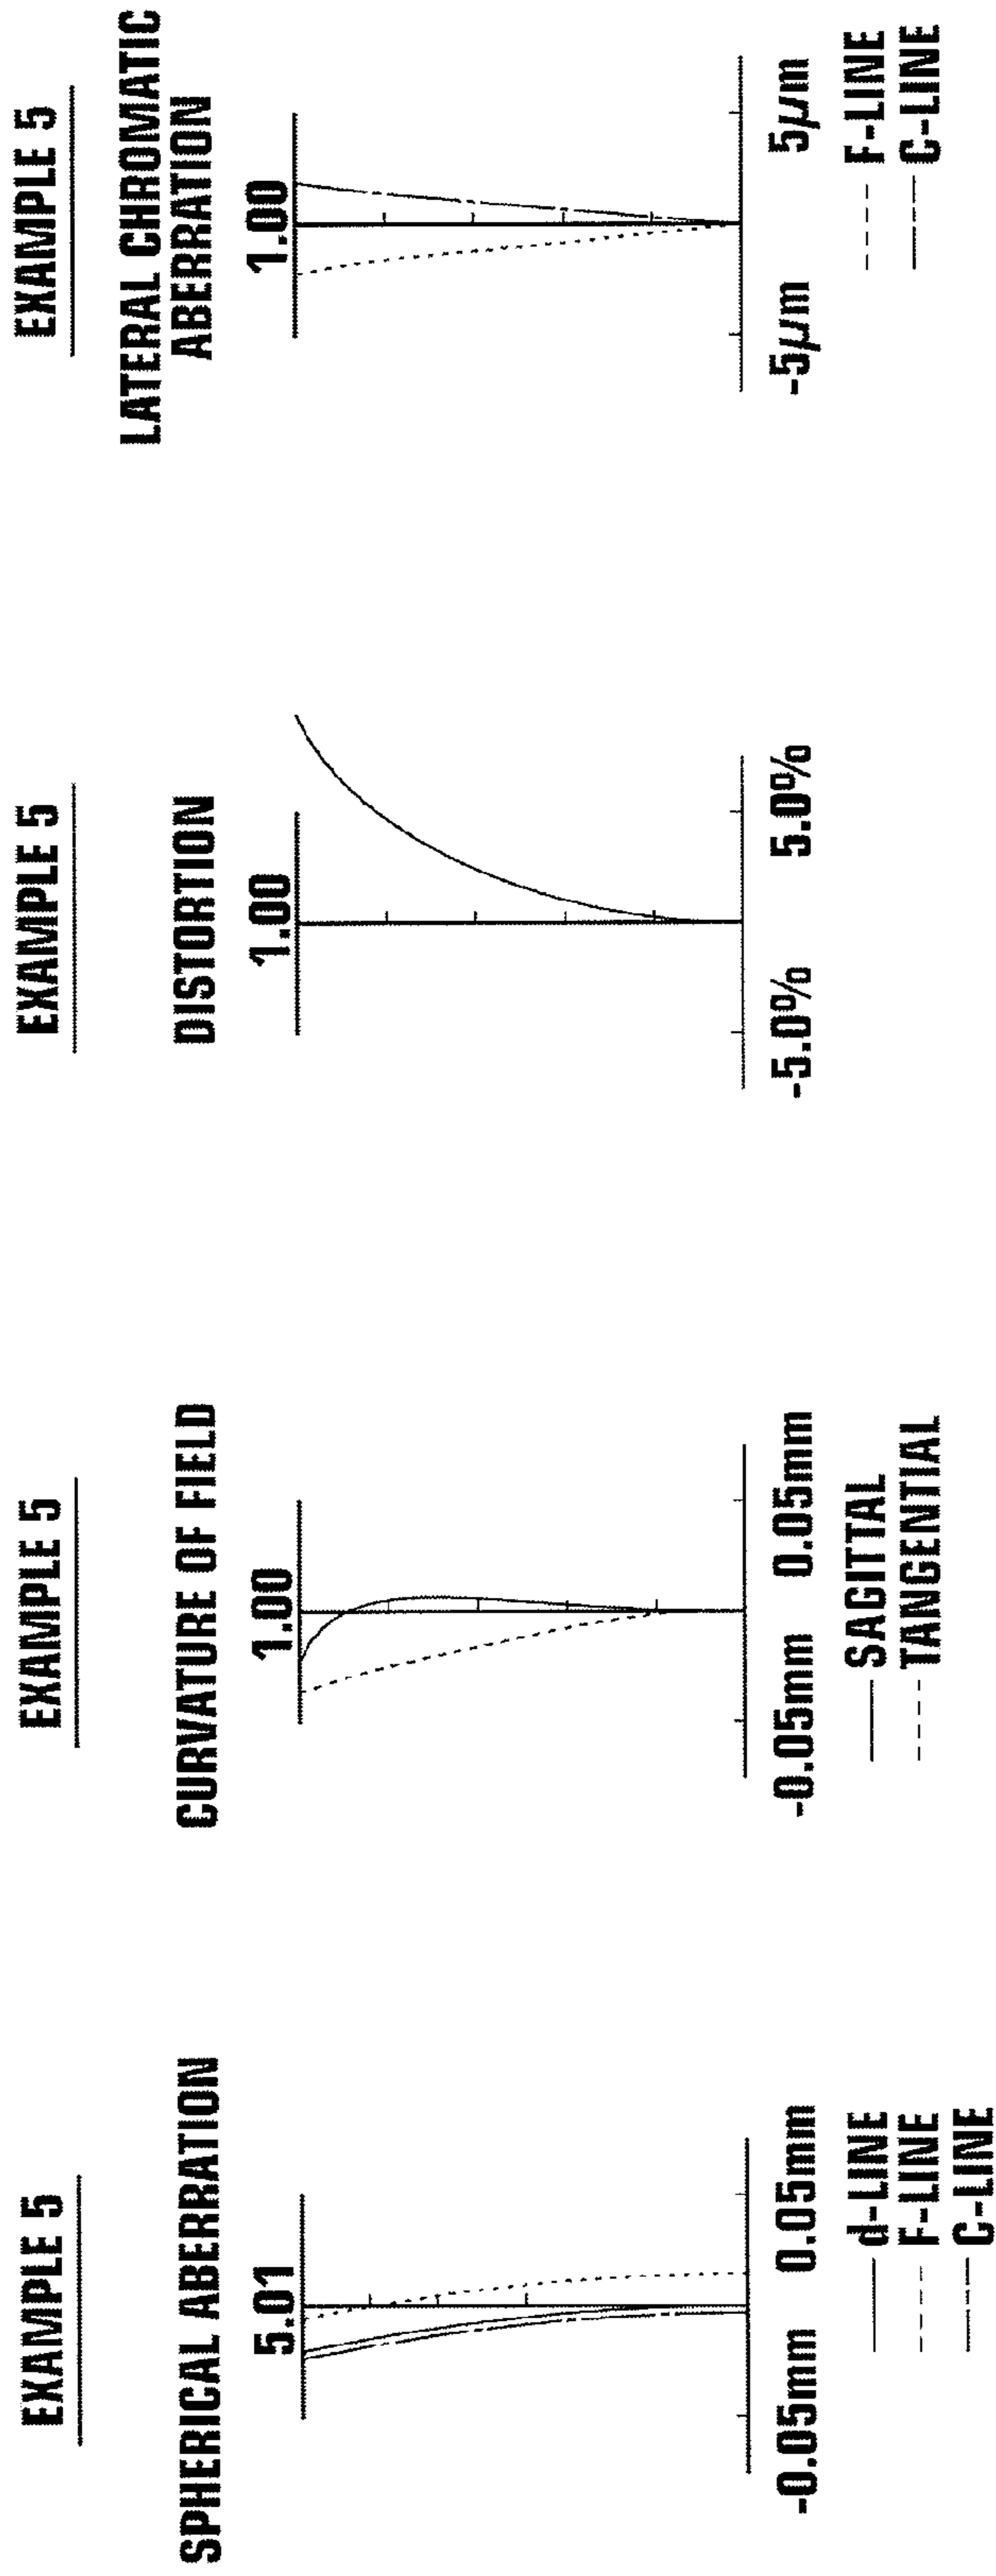 EXAMPLE 5
SPHERICAL ABERRATION
5.01
-0.05mm 0.05mm
d-LINE
F-LINE
C-LINE
EXAMPLE 5
CURVATURE OF FIELD
1.00
-0.05mm 0.05mm
SAGITTAL
TANGENTIAL
EXAMPLE 5
DISTORTION
1.00
-5.0% 5.0%
EXAMPLE 5
LATERAL CHROMATIC
ABERRATION
1.00
-5μm 5μm
F-LINE
C-LINE